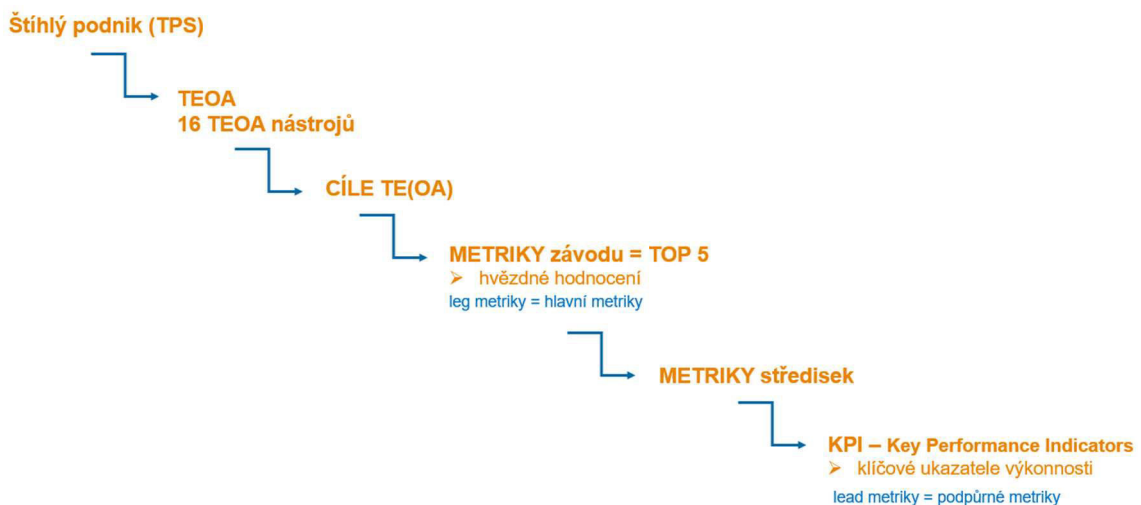 Štíhlý podnik (TPS)
TEOA
16 TEOA nástrojů
CÍLE TE(OA)
METRIKY závodu = TOP 5
➢ hvězdné hodnocení
leg metriky = hlavní metriky
METRIKY středisek
KPI – Key Performance Indicators
➢ klíčové ukazatele výkonnosti
lead metriky = podpůrné metriky